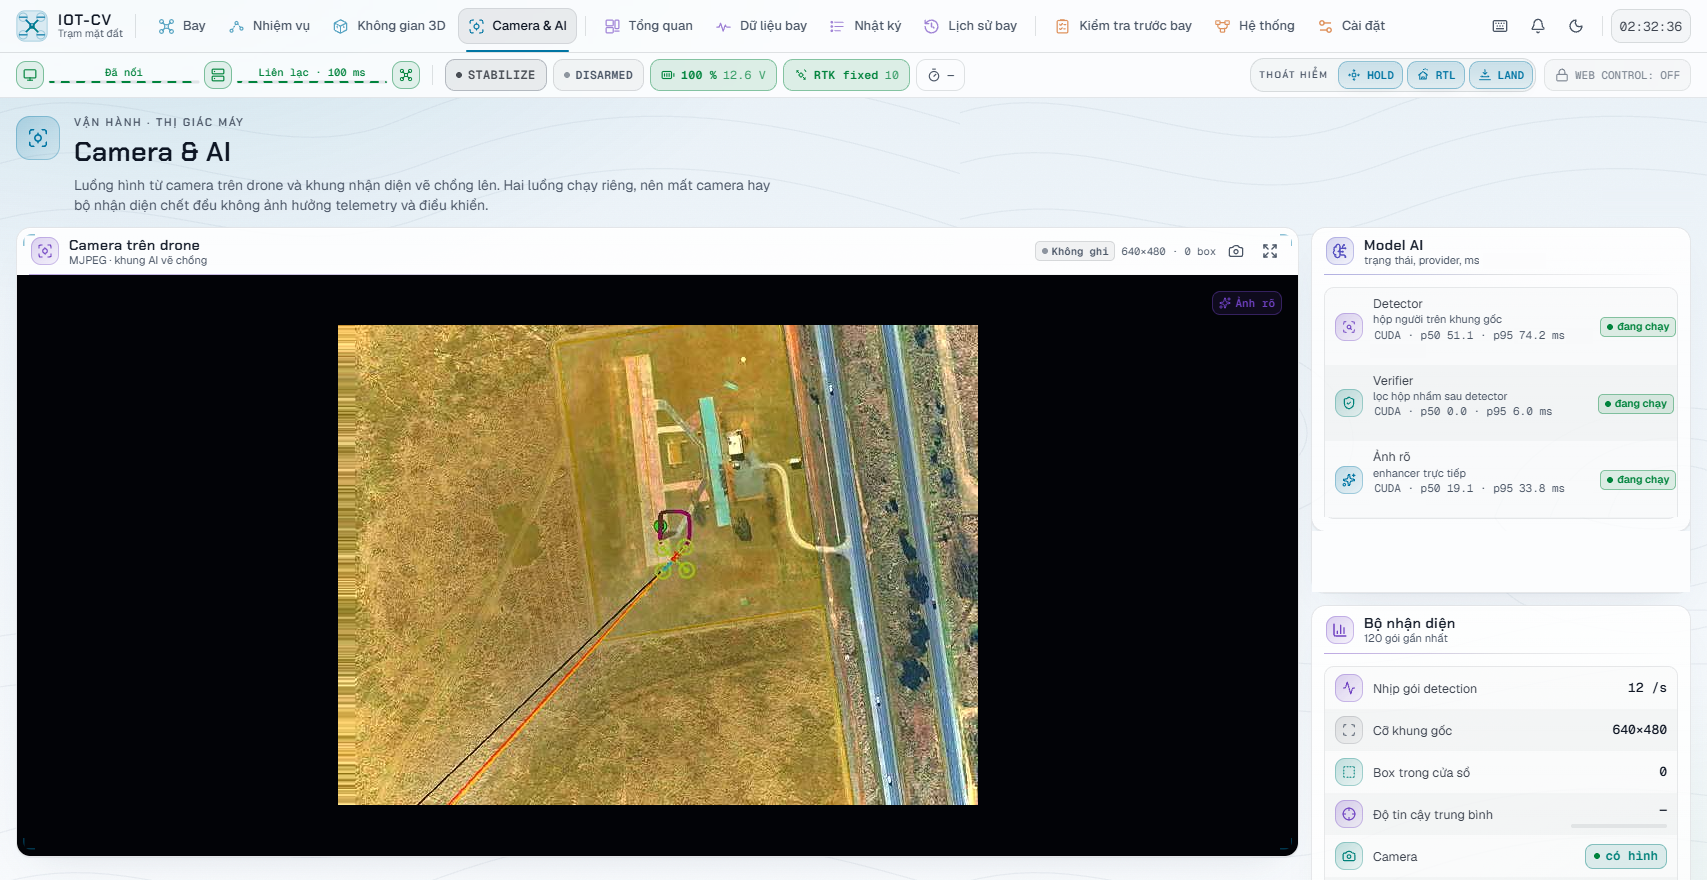 IOT-CV
Trạm mặt đất
Bay
Nhiệm vụ
Không gian 3D
Camera & AI
Tổng quan
Dữ liệu bay
Nhật ký
Lịch sử bay
Kiểm tra trước bay
Hệ thống
Cài đặt
02:32:36
Đã nối
Liên lạc · 100 ms
STABILIZE
DISARMED
100 % 12.6 V
RTK fixed 10
–
THOÁT HIỂM
HOLD
RTL
LAND
WEB CONTROL: OFF
VẬN HÀNH · THỊ GIÁC MÁY
Camera & AI
Luồng hình từ camera trên drone và khung nhận diện vẽ chồng lên. Hai luồng chạy riêng, nên mất camera hay
bộ nhận diện chết đều không ảnh hưởng telemetry và điều khiển.
Camera trên drone
MJPEG · khung AI vẽ chồng
Không ghi
640×480 · 0 box
Ảnh rõ
Model AI
trạng thái, provider, ms
Detector
hộp người trên khung gốc
CUDA · p50 51.1 · p95 74.2 ms
đang chạy
Verifier
lọc hộp nhầm sau detector
CUDA · p50 0.0 · p95 6.0 ms
đang chạy
Ảnh rõ
enhancer trực tiếp
CUDA · p50 19.1 · p95 33.8 ms
đang chạy
Bộ nhận diện
120 gói gần nhất
Nhịp gói detection
12 /s
Cỡ khung gốc
640×480
Box trong cửa sổ
0
Độ tin cậy trung bình
–
Camera
có hình